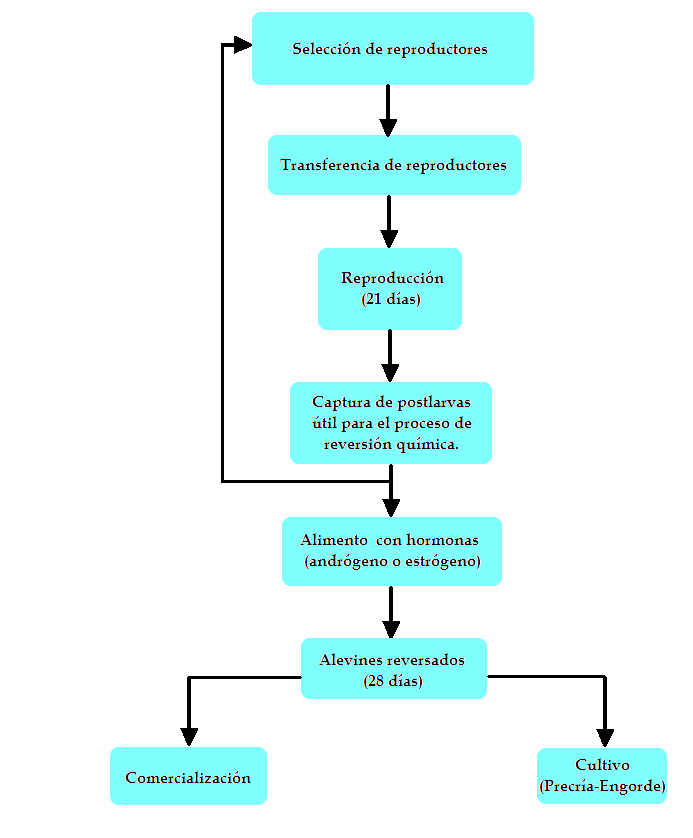 Selección de reproductores
Transferencia de reproductores
Reproducción
(21 días)
Captura de postlarvas
útil para el proceso de
reversión química.
Alimento con hormonas
(andrógeno o estrógeno)
Alevines reversados
(28 días)
Comercialización
Cultivo
(Precría-Engorde)